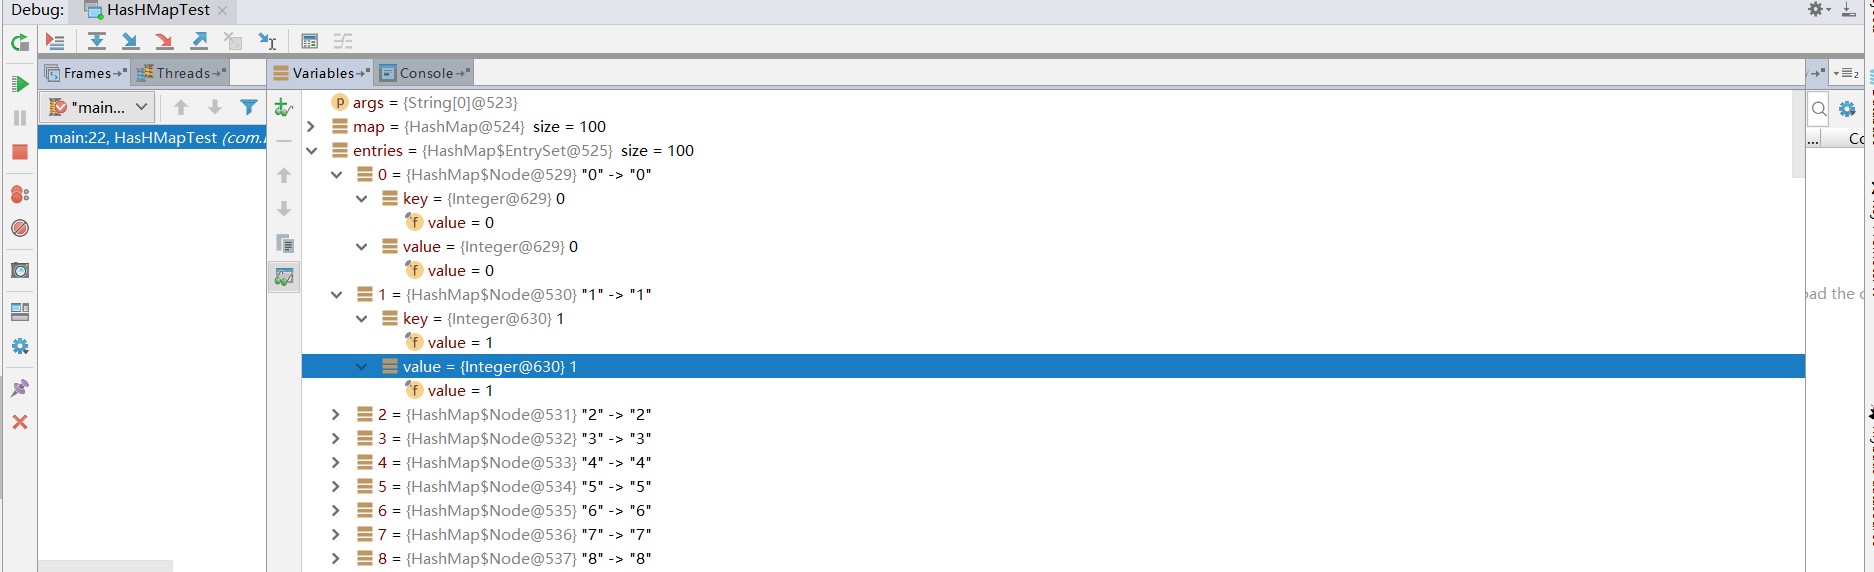 Debug: HasHMapTest
Frames Threads Variables Console
"main...
main:22, HasHMapTest (com.
args = {String[0]@523}
map = {HashMap@524} size = 100
entries = {HashMap$EntrySet@525} size = 100
0 = {HashMap$Node@529} "0" -> "0"
key = {Integer@629} 0
value = 0
value = {Integer@629} 0
value = 0
1 = {HashMap$Node@530} "1" -> "1"
key = {Integer@630} 1
value = 1
value = {Integer@630} 1
value = 1
2 = {HashMap$Node@531} "2" -> "2"
3 = {HashMap$Node@532} "3" -> "3"
4 = {HashMap$Node@533} "4" -> "4"
5 = {HashMap$Node@534} "5" -> "5"
6 = {HashMap$Node@535} "6" -> "6"
7 = {HashMap$Node@536} "7" -> "7"
8 = {HashMap$Node@537} "8" -> "8"
... Co
oad the c